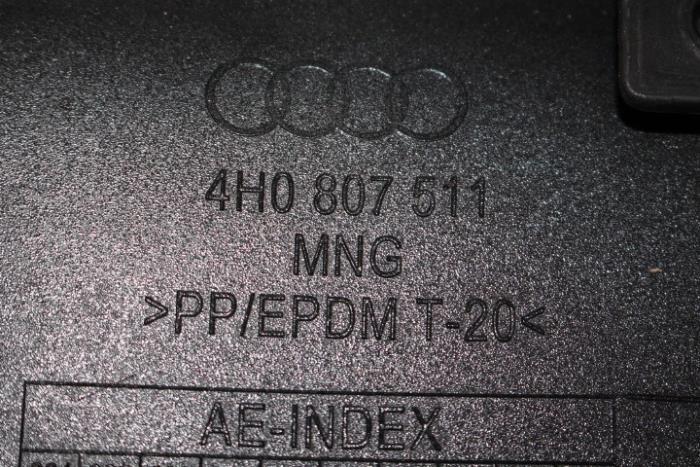 4H0 807 511
MNG
>PP/EPDM T-20<
AE-INDEX